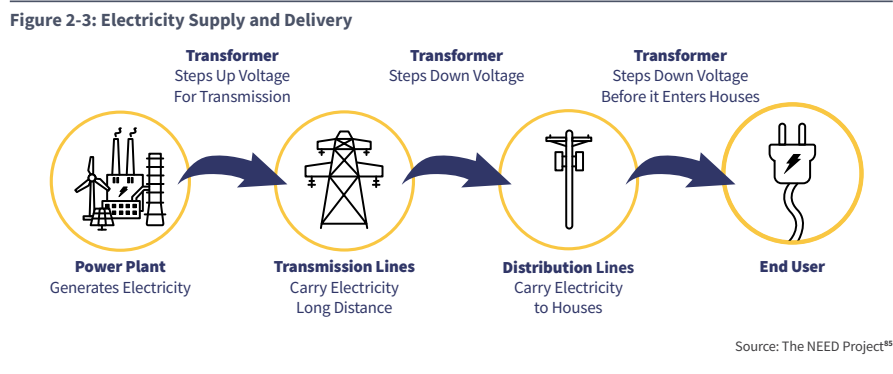 Figure 2-3: Electricity Supply and Delivery
Transformer
Steps Up Voltage
For Transmission
Transformer
Steps Down Voltage
Transformer
Steps Down Voltage
Before it Enters Houses
Power Plant
Generates Electricity
Transmission Lines
Carry Electricity
Long Distance
Distribution Lines
Carry Electricity
to Houses
End User
Source: The NEED Project⁸⁵